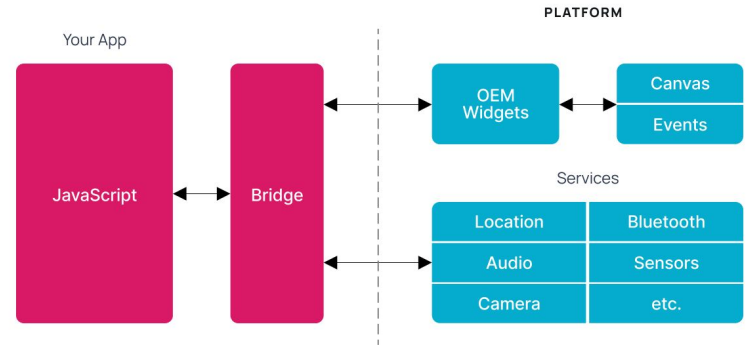 PLATFORM
Your App
JavaScript
Bridge
OEM
Widgets
Canvas
Events
Services
Location
Bluetooth
Audio
Sensors
Camera
etc.